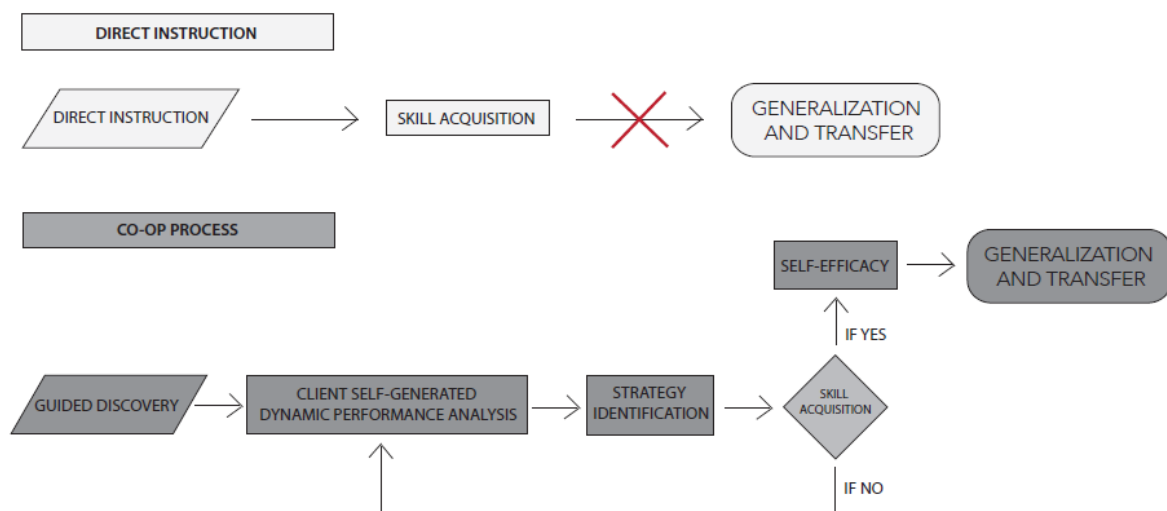 DIRECT INSTRUCTION
DIRECT INSTRUCTION
SKILL ACQUISITION
GENERALIZATION
AND TRANSFER
CO-OP PROCESS
SELF-EFFICACY
GENERALIZATION
AND TRANSFER
IF YES
GUIDED DISCOVERY
CLIENT SELF-GENERATED
DYNAMIC PERFORMANCE ANALYSIS
STRATEGY
IDENTIFICATION
SKILL
ACQUISITION
IF NO